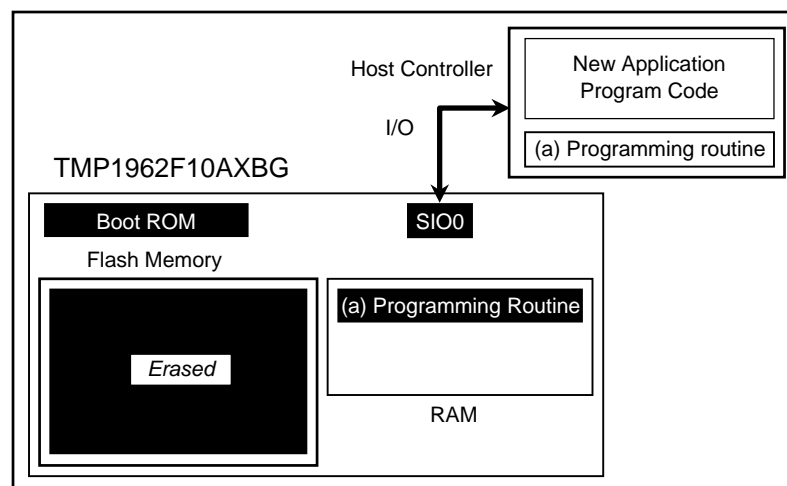 Host Controller
New Application
Program Code
I/O
(a) Programming routine
TMP1962F10AXBG
Boot ROM
SIO0
Flash Memory
(a) Programming Routine
Erased
RAM